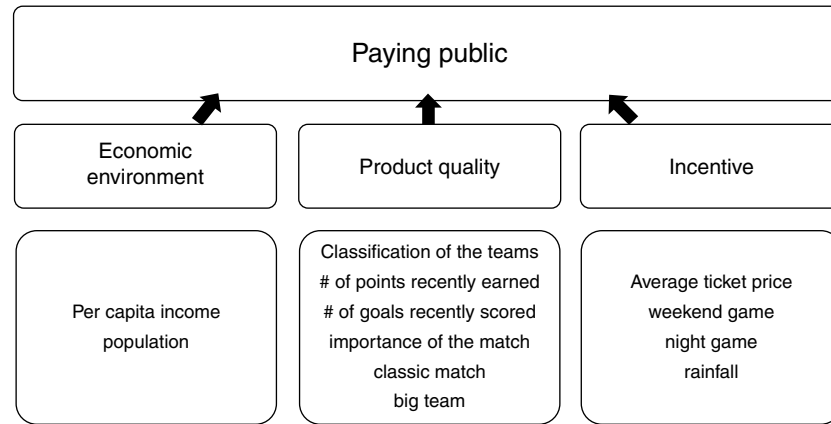 Paying public
Economic
environment
Product quality
Incentive
Per capita income
population
Classification of the teams
# of points recently earned
# of goals recently scored
importance of the match
classic match
big team
Average ticket price
weekend game
night game
rainfall